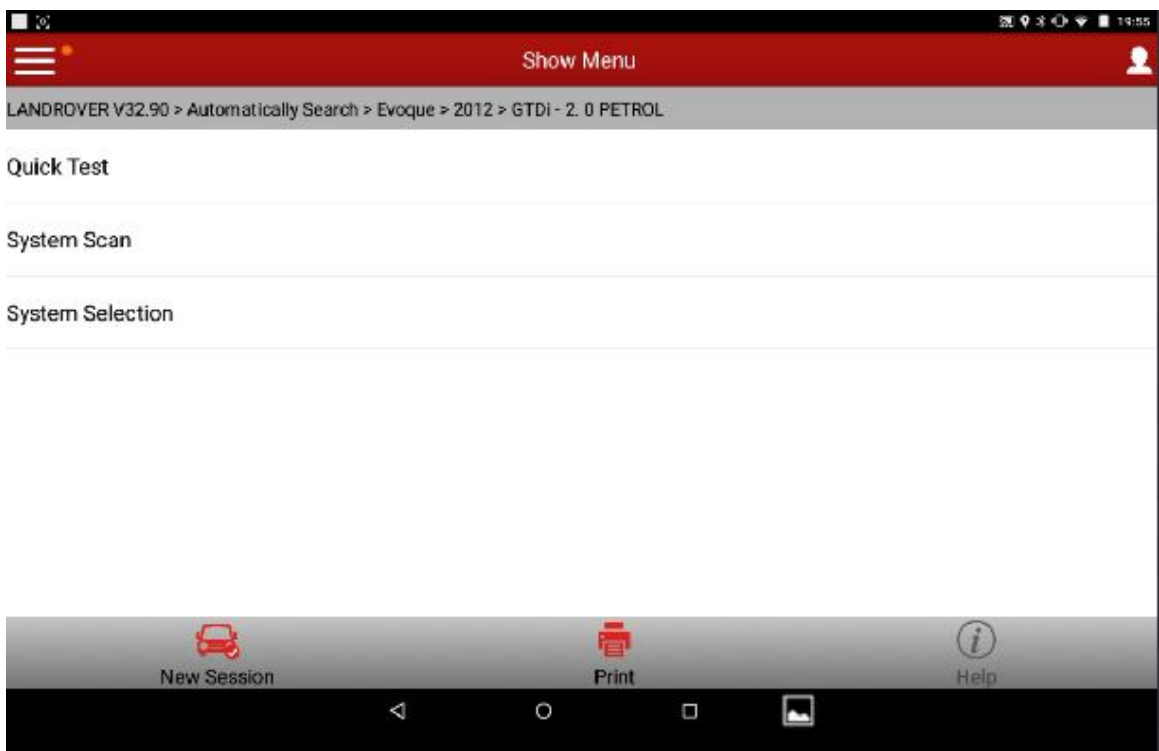 19:55
Show Menu
LANDROVER V32.90 > Automatically Search > Evoque > 2012 > GTDi - 2. 0 PETROL
Quick Test
System Scan
System Selection
New Session
Print
Help